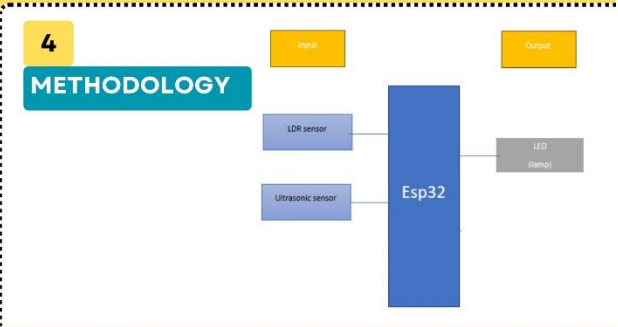 4
METHODOLOGY
Input
Output
LDR sensor
Ultrasonic sensor
Esp32
LED
(lamp)